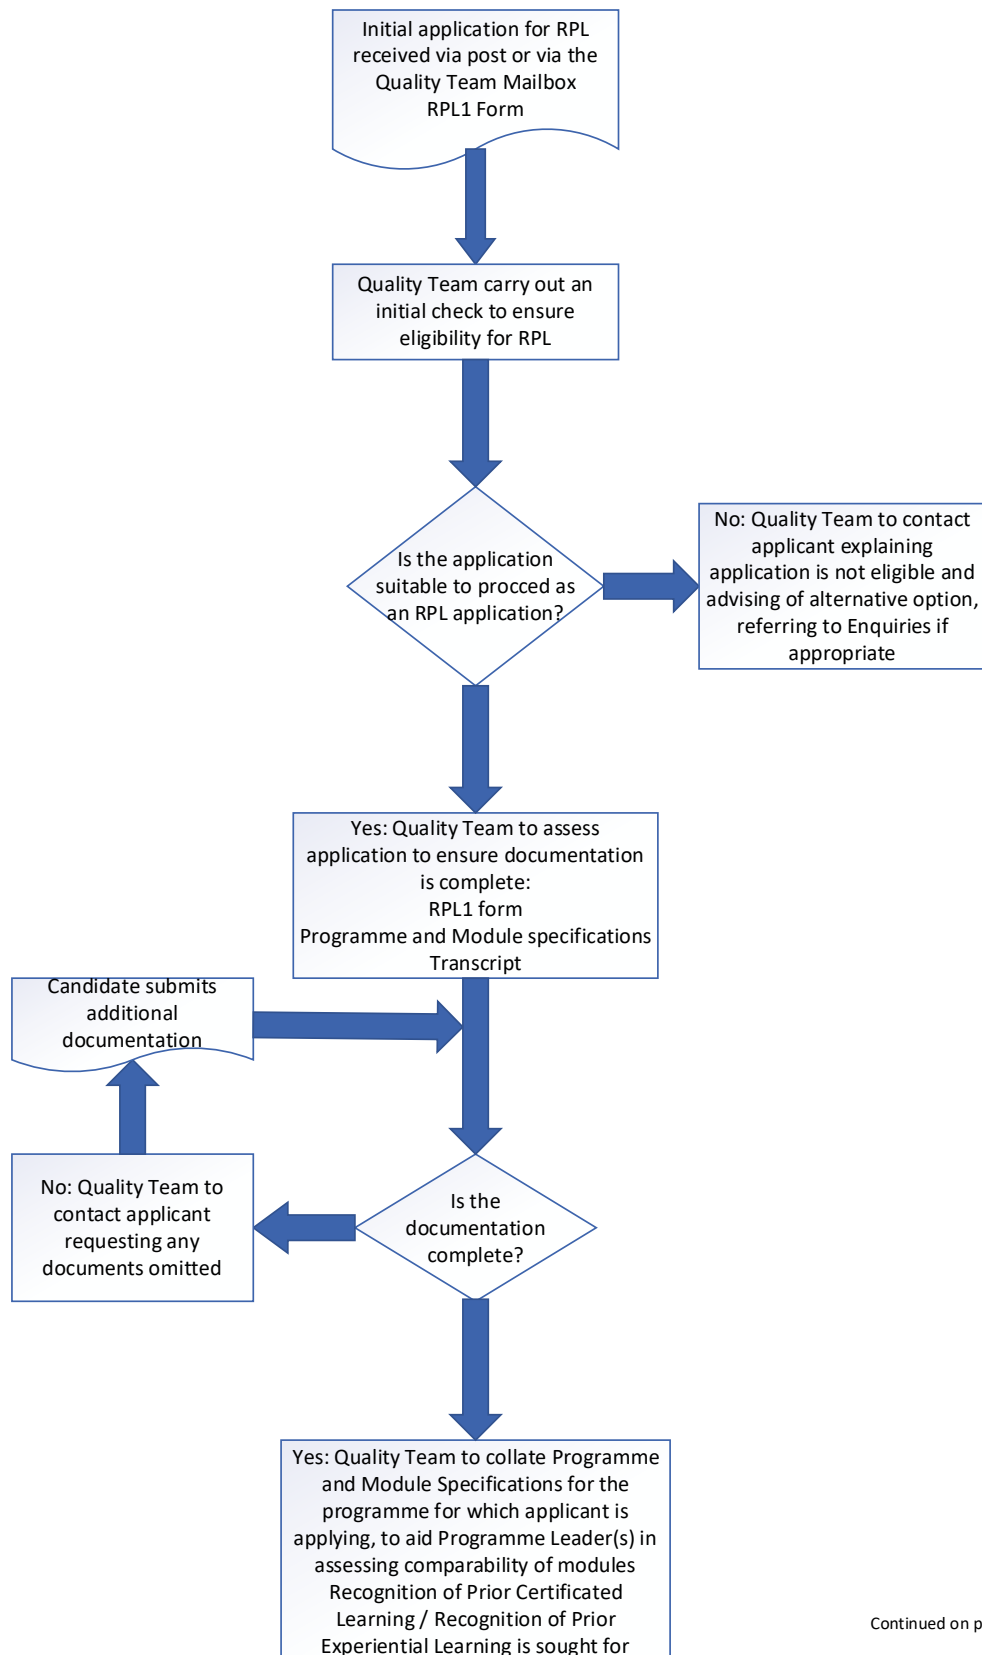 Initial application for RPL
received via post or via the
Quality Team Mailbox
RPL1 Form
Quality Team carry out an
initial check to ensure
eligibility for RPL
Is the application
suitable to procced as
an RPL application?
No: Quality Team to contact
applicant explaining
application is not eligible and
advising of alternative option,
referring to Enquiries if
appropriate
Yes: Quality Team to assess
application to ensure documentation
is complete:
RPL1 form
Programme and Module specifications
Transcript
Candidate submits
additional
documentation
No: Quality Team to
contact applicant
requesting any
documents omitted
Is the
documentation
complete?
Yes: Quality Team to collate Programme
and Module Specifications for the
programme for which applicant is
applying, to aid Programme Leader(s) in
assessing comparability of modules
Recognition of Prior Certificated
Learning / Recognition of Prior
Experiential Learning is sought for
Continued on p